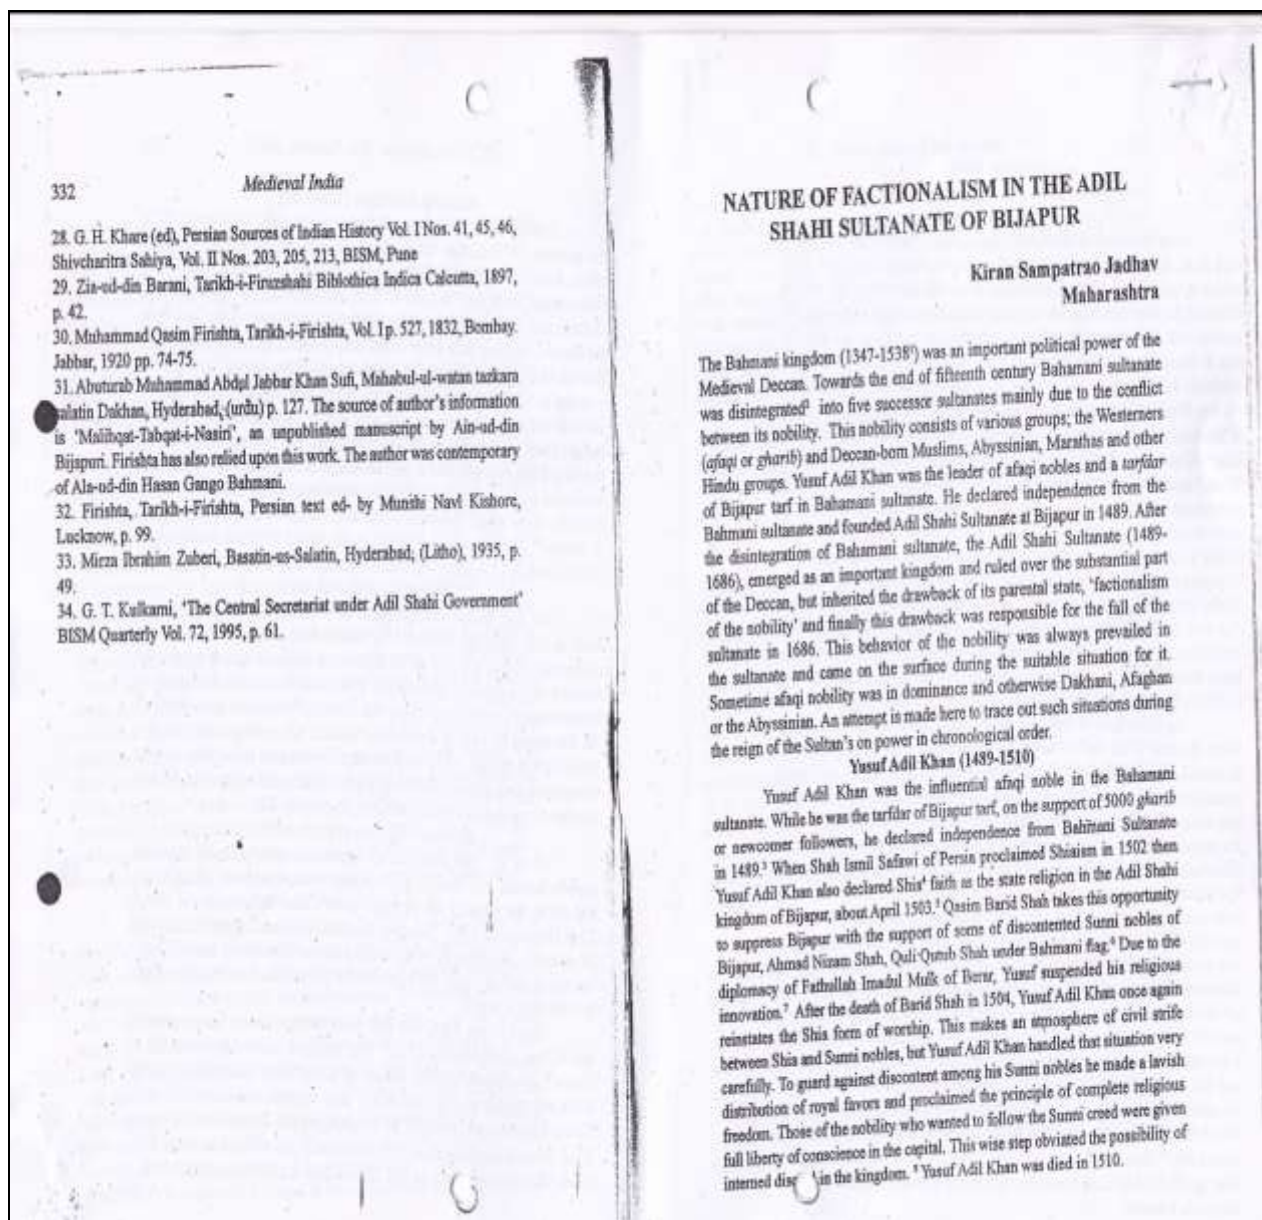 332
Medieval India
28. G. H. Khare (ed), Persian Sources of Indian History Vol. I Nos. 41, 45, 46,
Shivcharitra Sahiya, Vol. II Nos. 203, 205, 213, BISM, Pune
29. Zia-ud-din Barani, Tarikh-i-Firuzshahi Biblothica Indica Calcutta, 1897,
p. 42.
30. Muhammad Qasim Firishta, Tarikh-i-Firishta, Vol. I p. 527, 1832, Bombay.
Jabbar, 1920 pp. 74-75.
31. Abuturab Muhammad Abdul Jabbar Khan Sufi, Mahabul-ul-watan tazkara
salatin Dakhan, Hyderabad, (urdu) p. 127. The source of author's information
is 'Malihqat-Tabqat-i-Nasiri', an unpublished manuscript by Ain-ud-din
Bijapuri. Firishta has also relied upon this work. The author was contemporary
of Ala-ud-din Hasan Gango Bahmani.
32. Firishta, Tarikh-i-Firishta, Persian text ed- by Munshi Navl Kishore,
Lucknow, p. 99.
33. Mirza Ibrahim Zuberi, Basatin-us-Salatin, Hyderabad; (Litho), 1935, p.
49.
34. G. T. Kulkarni, 'The Central Secretariat under Adil Shahi Government'
BISM Quarterly Vol. 72, 1995, p. 61.
NATURE OF FACTIONALISM IN THE ADIL
SHAHI SULTANATE OF BIJAPUR
Kiran Sampatrao Jadhav
Maharashtra
The Bahmani kingdom (1347-1538¹) was an important political power of the
Medieval Deccan. Towards the end of fifteenth century Bahamani sultanate
was disintegrated² into five successor sultanates mainly due to the conflict
between its nobility. This nobility consists of various groups; the Westerners
(afaqi or gharib) and Deccan-born Muslims, Abyssinian, Marathas and other
Hindu groups. Yusuf Adil Khan was the leader of afaqi nobles and a tarfdar
of Bijapur tarf in Bahamani sultanate. He declared independence from the
Bahmani sultanate and founded Adil Shahi Sultanate at Bijapur in 1489. After
the disintegration of Bahamani sultanate, the Adil Shahi Sultanate (1489-
1686), emerged as an important kingdom and ruled over the substantial part
of the Deccan, but inherited the drawback of its parental state, 'factionalism
of the nobility' and finally this drawback was responsible for the fall of the
sultanate in 1686. This behavior of the nobility was always prevailed in
the sultanate and came on the surface during the suitable situation for it.
Sometime afaqi nobility was in dominance and otherwise Dakhani, Afaghan
or the Abyssinian. An attempt is made here to trace out such situations during
the reign of the Sultan's on power in chronological order.
Yusuf Adil Khan (1489-1510)
Yusuf Adil Khan was the influential afaqi noble in the Bahamani
sultanate. While he was the tarfdar of Bijapur tarf, on the support of 5000 gharib
or newcomer followers, he declared independence from Bahmani Sultanate
in 1489.³ When Shah Ismil Safawi of Persia proclaimed Shiaism in 1502 then
Yusuf Adil Khan also declared Shia⁴ faith as the state religion in the Adil Shahi
kingdom of Bijapur, about April 1503.⁵ Qasim Barid Shah takes this opportunity
to suppress Bijapur with the support of some of discontented Sunni nobles of
Bijapur, Ahmad Nizam Shah, Quli Qutub Shah under Bahmani flag.⁶ Due to the
diplomacy of Fathullah Imadul Mulk of Berar, Yusuf suspended his religious
innovation.⁷ After the death of Barid Shah in 1504, Yusuf Adil Khan once again
reinstates the Shia form of worship. This makes an atmosphere of civil strife
between Shia and Sunni nobles, but Yusuf Adil Khan handled that situation very
carefully. To guard against discontent among his Sunni nobles he made a lavish
distribution of royal favors and proclaimed the principle of complete religious
freedom. Those of the nobility who wanted to follow the Sunni creed were given
full liberty of conscience in the capital. This wise step obviated the possibility of
interned in the kingdom. ⁸ Yusuf Adil Khan was died in 1510.